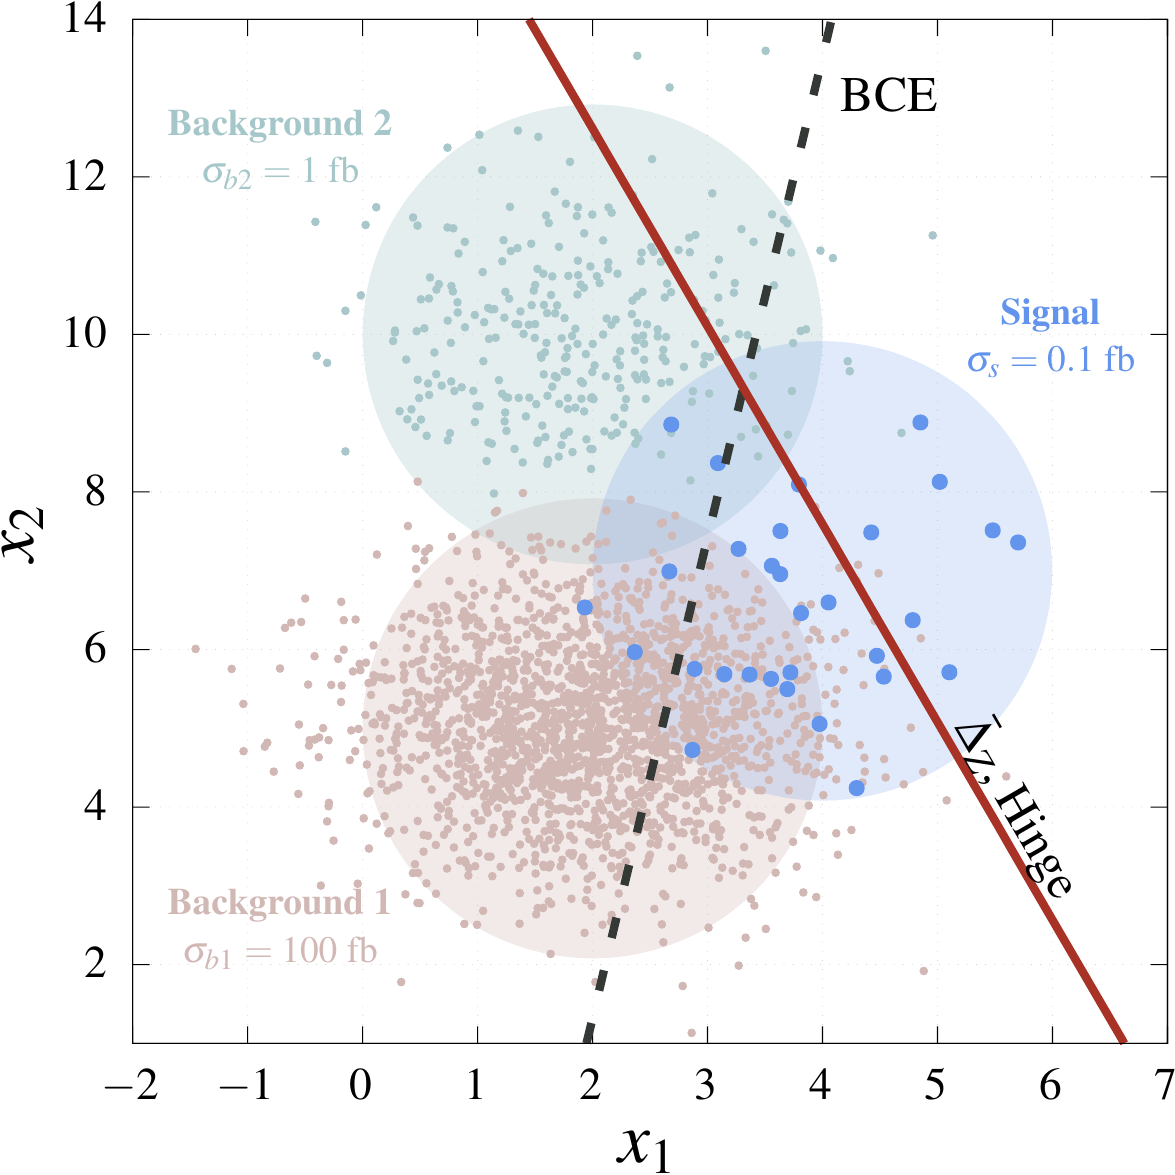 14
BCE
Background 2
σb2 = 1 fb
12
Signal
σs = 0.1 fb
10
8
x2
6
Δ̄Z, Hinge
4
Background 1
σb1 = 100 fb
2
−2 −1 0 1 2 3 4 5 6 7
x1